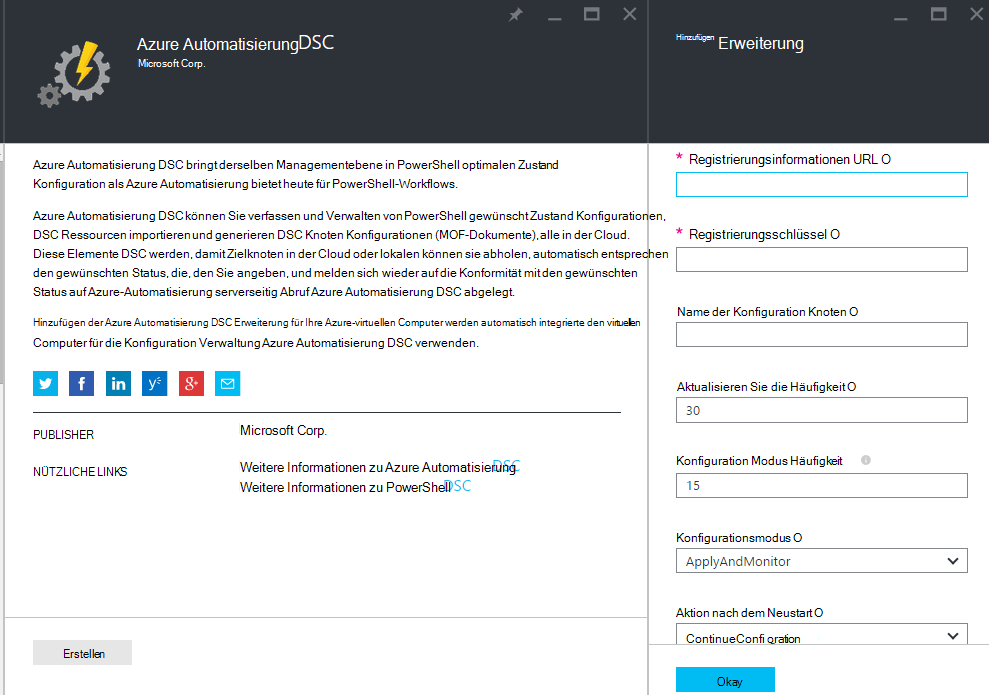 Azure Automatisierung DSC
Microsoft Corp.
Azure Automatisierung DSC bringt derselben Managementebene in PowerShell optimalen Zustand
Konfiguration als Azure Automatisierung bietet heute für PowerShell-Workflows.
Azure Automatisierung DSC können Sie verfassen und Verwalten von PowerShell gewünscht Zustand Konfigurationen,
DSC Ressourcen importieren und generieren DSC Knoten Konfigurationen (MOF-Dokumente), alle in der Cloud.
Diese Elemente DSC werden, damit Zielknoten in der Cloud oder lokalen können sie abholen, automatisch entsprechen
den gewünschten Status, die, den Sie angeben, und melden sich wieder auf die Konformität mit den gewünschten
Status auf Azure-Automatisierung serverseitig Abruf Azure Automatisierung DSC abgelegt.
Hinzufügen der Azure Automatisierung DSC Erweiterung für Ihre Azure-virtuellen Computer werden automatisch integrierte den virtuellen
Computer für die Konfiguration Verwaltung Azure Automatisierung DSC verwenden.
PUBLISHER
Microsoft Corp.
NÜTZLICHE LINKS
Weitere Informationen zu Azure Automatisierung DSC
Weitere Informationen zu PowerShell DSC
Erstellen
Hinzufügen Erweiterung
* Registrierungsinformationen URL O
* Registrierungsschlüssel O
Name der Konfiguration Knoten O
Aktualisieren Sie die Häufigkeit O
30
Konfiguration Modus Häufigkeit
15
Konfigurationsmodus O
ApplyAndMonitor
Aktion nach dem Neustart O
ContinueConfigration
Okay